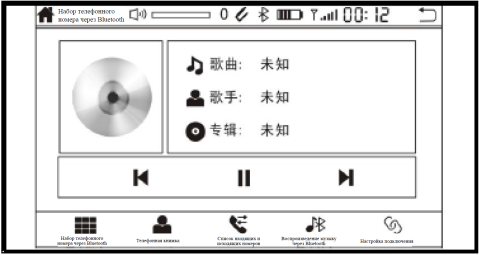 Набор телефонного
номера через Bluetooth
0
00:12
歌曲: 未知
歌手: 未知
专辑: 未知
Набор телефонного
номера через Bluetooth
Телефонная книжка
Список входящих и
исходящих номеров
Воспроизведение музыки
через Bluetooth
Настройка подключения